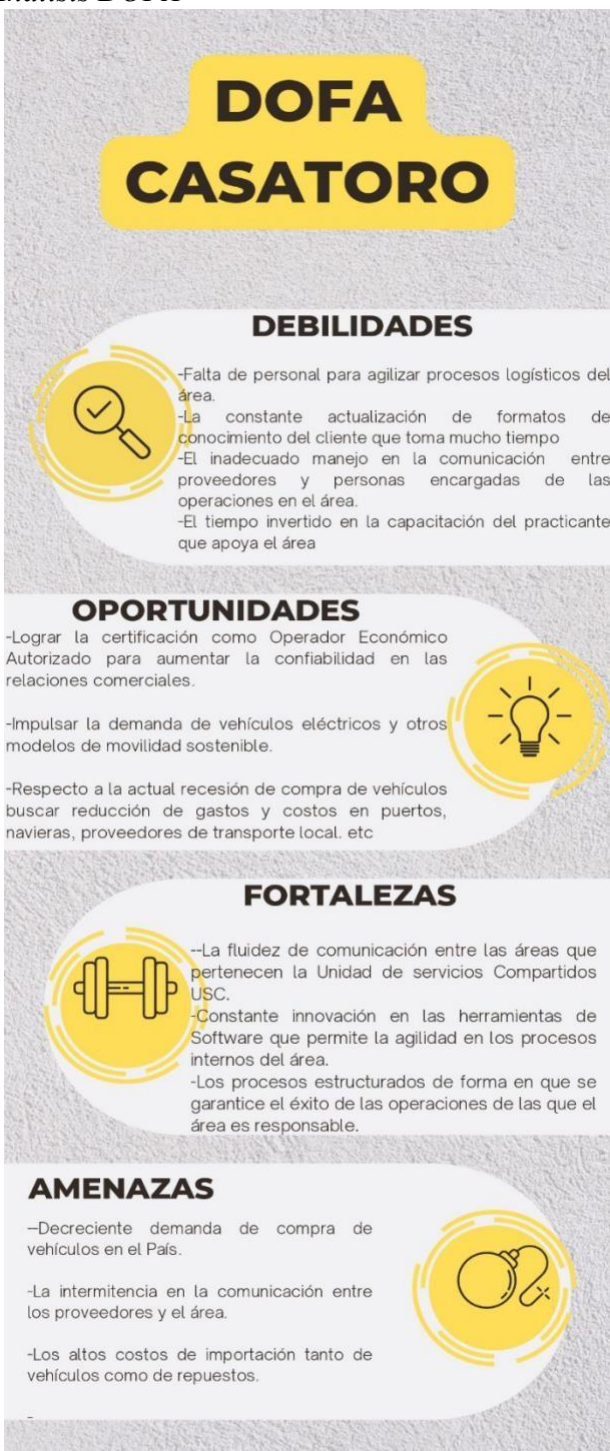 DOFA
CASATORO
DEBILIDADES
-Falta de personal para agilizar procesos logísticos del
área.
-La constante actualización de formatos de
conocimiento del cliente que toma mucho tiempo
-El inadecuado manejo en la comunicación entre
proveedores y personas encargadas de las
operaciones en el área.
-El tiempo invertido en la capacitación del practicante
que apoya el área
OPORTUNIDADES
-Lograr la certificación como Operador Económico
Autorizado para aumentar la confiabilidad en las
relaciones comerciales.
-Impulsar la demanda de vehículos eléctricos y otros
modelos de movilidad sostenible.
-Respecto a la actual recesión de compra de vehículos
buscar reducción de gastos y costos en puertos,
navieras, proveedores de transporte local. etc
FORTALEZAS
--La fluidez de comunicación entre las áreas que
pertenecen la Unidad de servicios Compartidos
USC.
-Constante innovación en las herramientas de
Software que permite la agilidad en los procesos
internos del área.
-Los procesos estructurados de forma en que se
garantice el éxito de las operaciones de las que el
área es responsable.
AMENAZAS
--Decreciente demanda de compra de
vehículos en el País.
-La intermitencia en la comunicación entre
los proveedores y el área.
-Los altos costos de importación tanto de
vehículos como de repuestos.
-